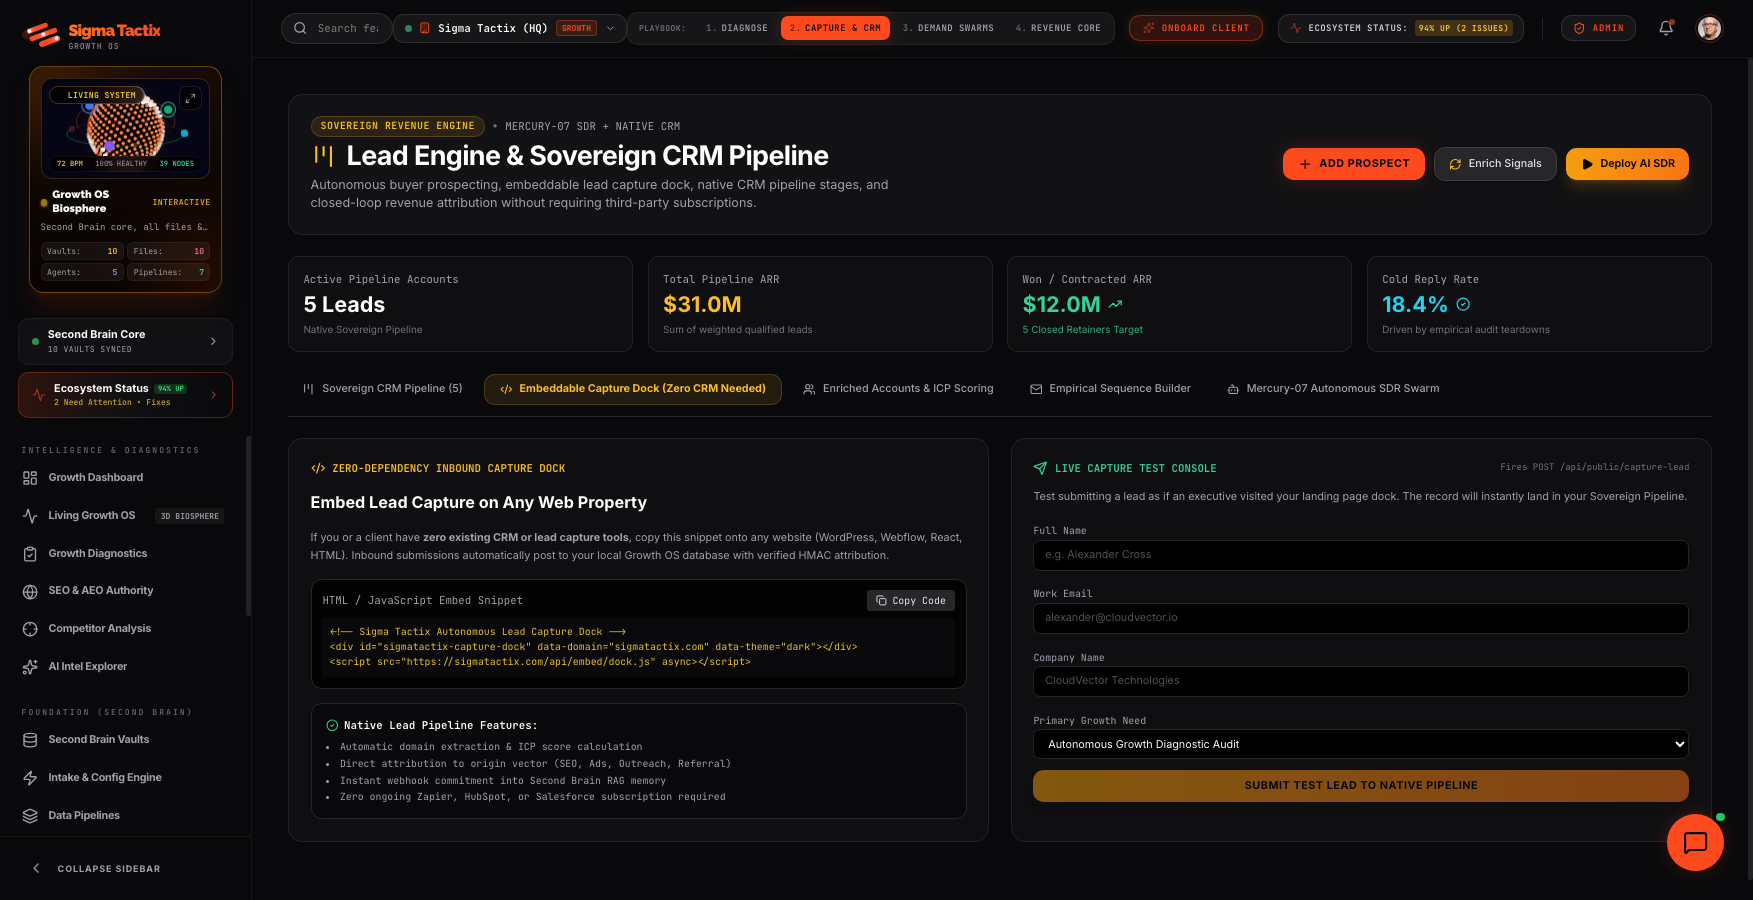 Sigma Tactix
GROWTH OS
LIVING SYSTEM
72 BPM 100% HEALTHY 39 NODES
Growth OS Biosphere
INTERACTIVE
Second Brain core, all files &…
Vaults: 10 Files: 10
Agents: 5 Pipelines: 7
Second Brain Core
10 VAULTS SYNCED
Ecosystem Status 94% UP
2 Need Attention • Fixes
INTELLIGENCE & DIAGNOSTICS
Growth Dashboard
Living Growth OS 3D BIOSPHERE
Growth Diagnostics
SEO & AEO Authority
Competitor Analysis
AI Intel Explorer
FOUNDATION (SECOND BRAIN)
Second Brain Vaults
Intake & Config Engine
Data Pipelines
COLLAPSE SIDEBAR
Search
Sigma Tactix (HQ) GROWTH
PLAYBOOK: 1. DIAGNOSE 2. CAPTURE & CRM 3. DEMAND SWARMS 4. REVENUE CORE
ONBOARD CLIENT
ECOSYSTEM STATUS: 94% UP (2 ISSUES)
ADMIN
SOVEREIGN REVENUE ENGINE • MERCURY-07 SDR + NATIVE CRM
Lead Engine & Sovereign CRM Pipeline
Autonomous buyer prospecting, embeddable lead capture dock, native CRM pipeline stages, and
closed-loop revenue attribution without requiring third-party subscriptions.
+ ADD PROSPECT
Enrich Signals
Deploy AI SDR
Active Pipeline Accounts
5 Leads
Native Sovereign Pipeline
Total Pipeline ARR
$31.0M
Sum of weighted qualified leads
Won / Contracted ARR
$12.0M
5 Closed Retainers Target
Cold Reply Rate
18.4%
Driven by empirical audit teardowns
Sovereign CRM Pipeline (5)
Embeddable Capture Dock (Zero CRM Needed)
Enriched Accounts & ICP Scoring
Empirical Sequence Builder
Mercury-07 Autonomous SDR Swarm
ZERO-DEPENDENCY INBOUND CAPTURE DOCK
Embed Lead Capture on Any Web Property
If you or a client have zero existing CRM or lead capture tools, copy this snippet onto any website (WordPress, Webflow, React,
HTML). Inbound submissions automatically post to your local Growth OS database with verified HMAC attribution.
HTML / JavaScript Embed Snippet
Copy Code
<!-- Sigma Tactix Autonomous Lead Capture Dock -->
<div id="sigmatactix-capture-dock" data-domain="sigmatactix.com" data-theme="dark"></div>
<script src="https://sigmatactix.com/api/embed/dock.js" async></script>
Native Lead Pipeline Features:
• Automatic domain extraction & ICP score calculation
• Direct attribution to origin vector (SEO, Ads, Outreach, Referral)
• Instant webhook commitment into Second Brain RAG memory
• Zero ongoing Zapier, HubSpot, or Salesforce subscription required
LIVE CAPTURE TEST CONSOLE
Fires POST /api/public/capture-lead
Test submitting a lead as if an executive visited your landing page dock. The record will instantly land in your Sovereign Pipeline.
Full Name
e.g. Alexander Cross
Work Email
alexander@cloudvector.io
Company Name
CloudVector Technologies
Primary Growth Need
Autonomous Growth Diagnostic Audit
SUBMIT TEST LEAD TO NATIVE PIPELINE